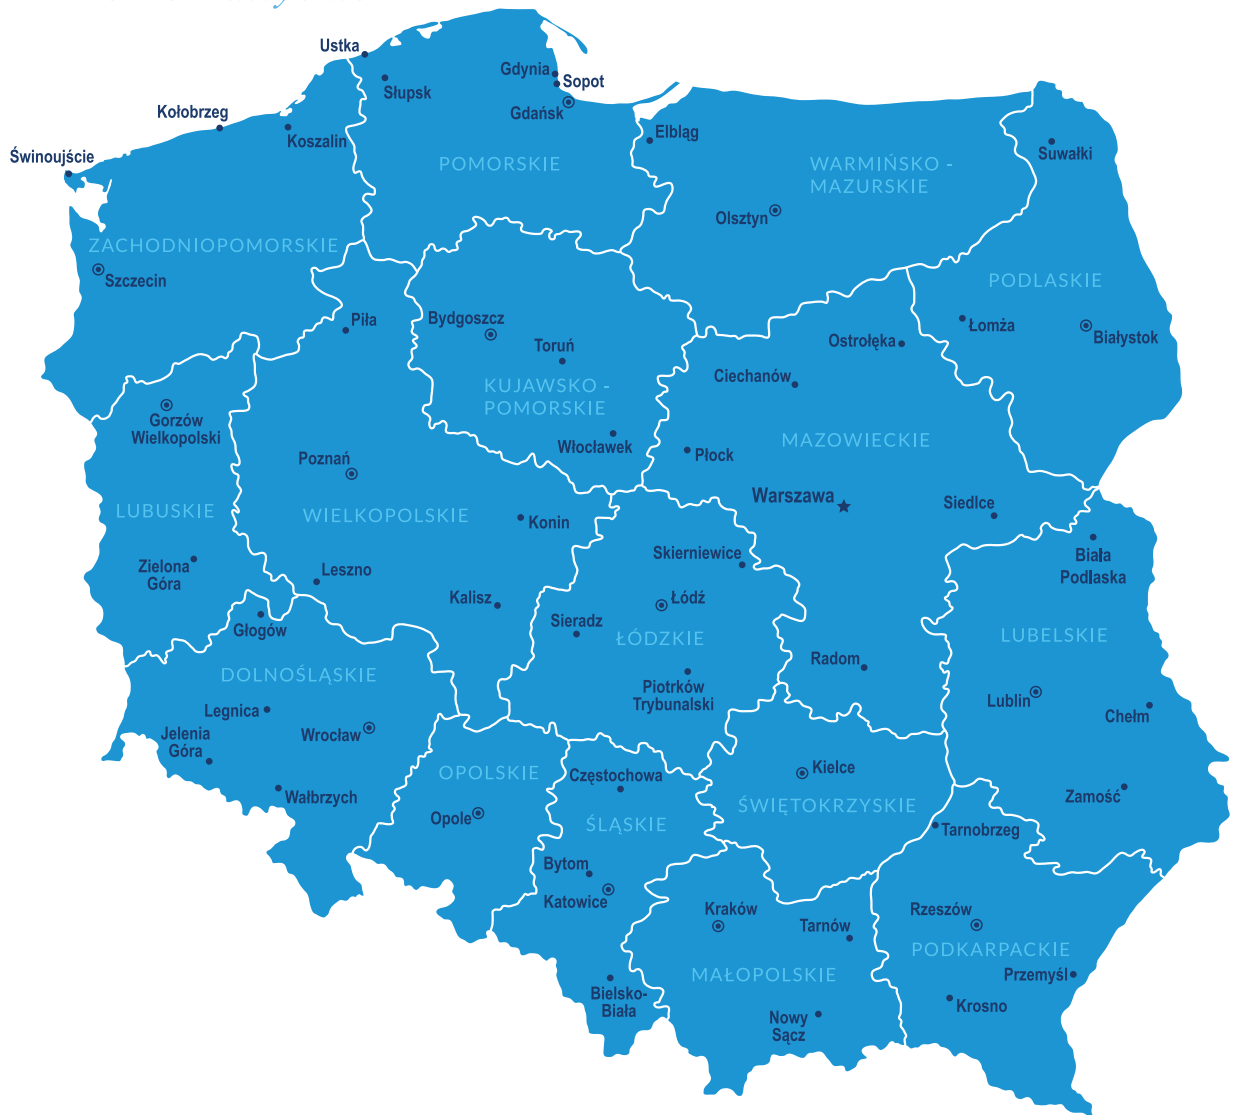 Ustka
Gdynia
Sopot
Słupsk
Gdańsk
Kołobrzeg
Koszalin
Elbląg
Świnoujście
Suwałki
POMORSKIE
WARMIŃSKO -
MAZURSKIE
Olsztyn
ZACHODNIOPOMORSKIE
Szczecin
PODLASKIE
Piła
Bydgoszcz
Toruń
Łomża
Białystok
Ostrołęka
Ciechanów
KUJAWSKO -
POMORSKIE
Gorzów
Wielkopolski
Włocławek
MAZOWIECKIE
Płock
Poznań
Warszawa
Siedlce
LUBUSKIE
WIELKOPOLSKIE
Konin
Skierniewice
Biała
Podlaska
Zielona
Góra
Leszno
Kalisz
Łódź
Sieradz
Głogów
ŁÓDZKIE
LUBELSKIE
Radom
DOLNOŚLĄSKIE
Piotrków
Trybunalski
Lublin
Chełm
Legnica
Jelenia
Góra
Wrocław
OPOLSKIE
Częstochowa
Kielce
Wałbrzych
ŚWIĘTOKRZYSKIE
Zamość
Opole
ŚLĄSKIE
Tarnobrzeg
Bytom
Katowice
Kraków
Tarnów
Rzeszów
PODKARPACKIE
MAŁOPOLSKIE
Przemyśl
Bielsko-
Biała
Krosno
Nowy
Sącz